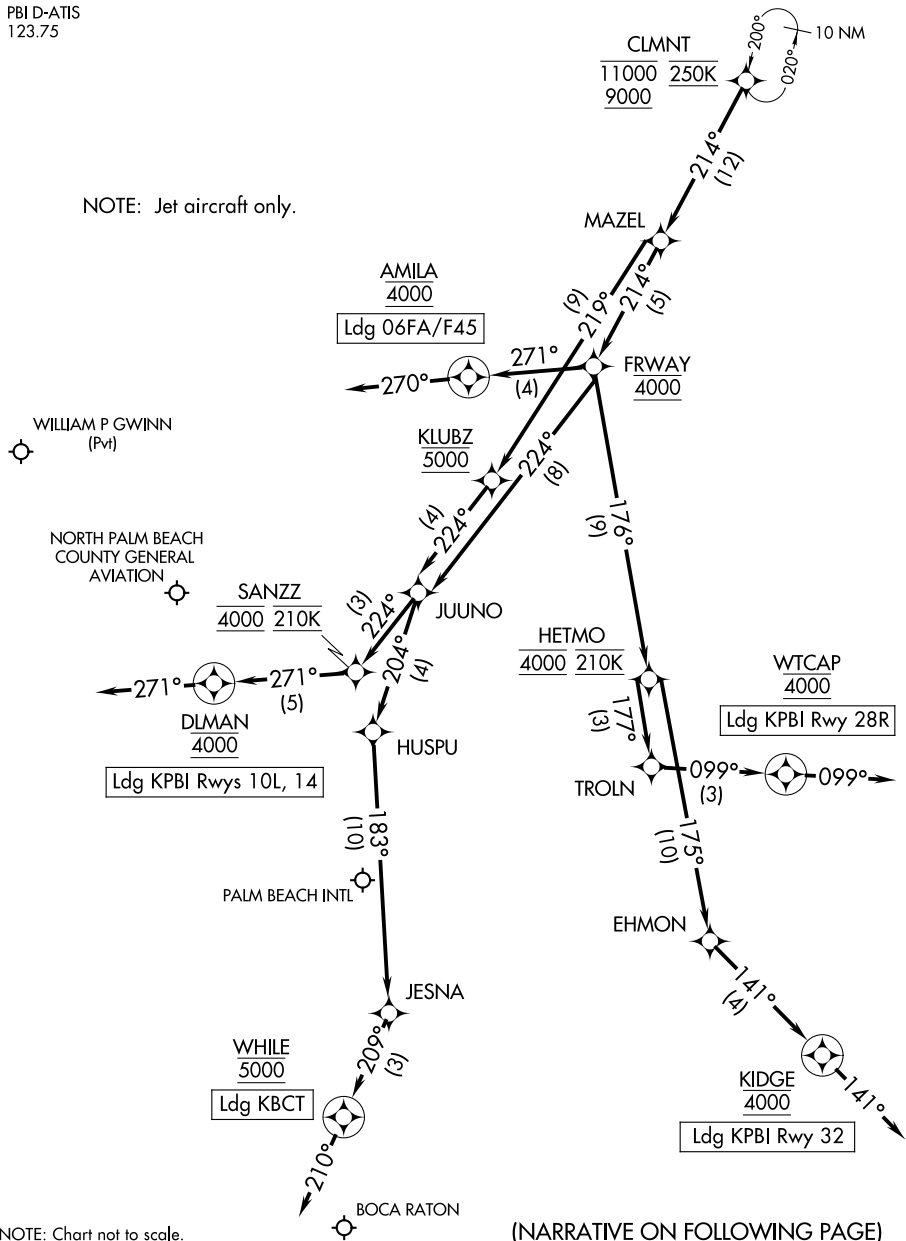 PBI D-ATIS
123.75
CLMNT
11000 250K
9000
200°
020°
10 NM
214°
(12)
NOTE: Jet aircraft only.
MAZEL
AMILA
4000
Ldg 06FA/F45
(9)
219°
214°
(5)
271°
(4)
270°
FRWAY
4000
WILLIAM P GWINN
(Pvt)
KLUBZ
5000
224°
(8)
(4)
224°
176°
(9)
NORTH PALM BEACH
COUNTY GENERAL
AVIATION
SANZZ
4000 210K
(3)
224°
JUUNO
204°
(4)
HETMO
4000 210K
WTCAP
4000
Ldg KPBI Rwy 28R
271°
271°
(5)
DLMAN
4000
Ldg KPBI Rwys 10L, 14
HUSPU
177°
(3)
TROLN
099°
(3)
099°
183°
(10)
175°
(10)
PALM BEACH INTL
EHMON
141°
(4)
JESNA
209°
(3)
WHILE
5000
Ldg KBCT
KIDGE
4000
Ldg KPBI Rwy 32
141°
210°
BOCA RATON
NOTE: Chart not to scale.
(NARRATIVE ON FOLLOWING PAGE)